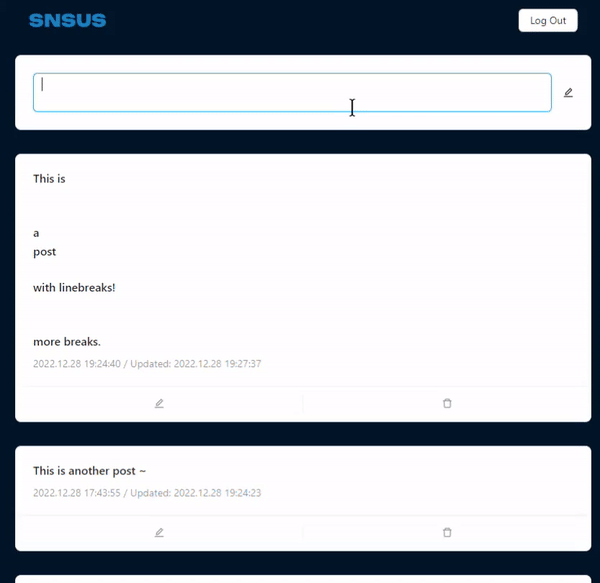 SNSUS
Log Out
This is
a
post
with linebreaks!
more breaks.
2022.12.28 19:24:40 / Updated: 2022.12.28 19:27:37
This is another post ~
2022.12.28 17:43:55 / Updated: 2022.12.28 19:24:23